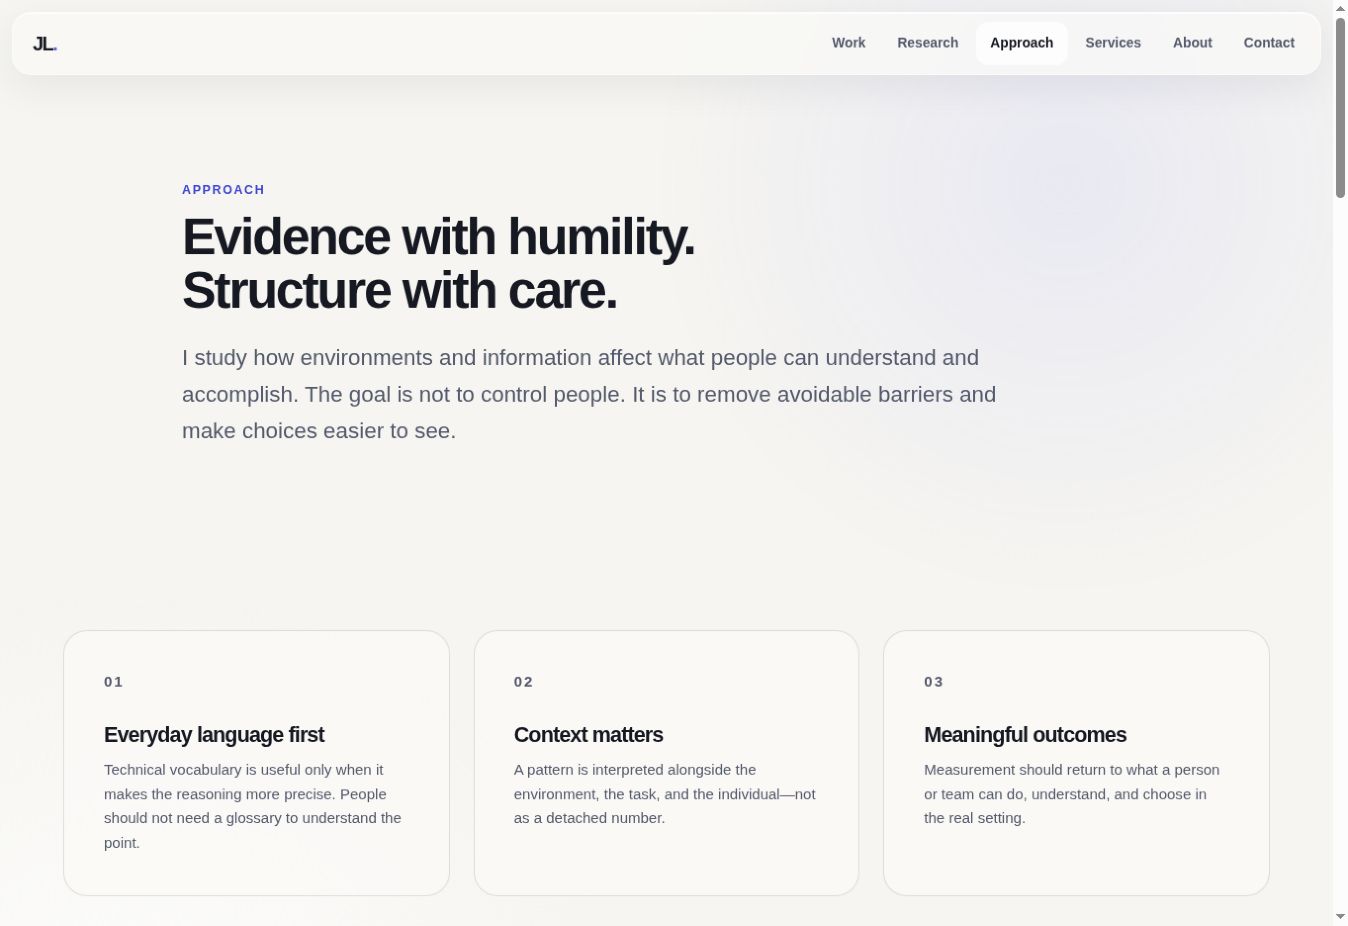 JL.
Work
Research
Approach
Services
About
Contact
APPROACH
Evidence with humility.
Structure with care.
I study how environments and information affect what people can understand and
accomplish. The goal is not to control people. It is to remove avoidable barriers and
make choices easier to see.
01
Everyday language first
Technical vocabulary is useful only when it
makes the reasoning more precise. People
should not need a glossary to understand the
point.
02
Context matters
A pattern is interpreted alongside the
environment, the task, and the individual—not
as a detached number.
03
Meaningful outcomes
Measurement should return to what a person
or team can do, understand, and choose in
the real setting.